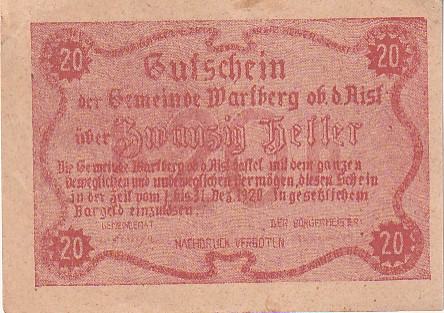 20 20
Gutschein
der Gemeinde Wartberg ob. d Aist
über Zwanzig Heller
Die Gemeinde Wartberg ob. d Aist haftet mit dem ganzen
beweglichen und unbeweglichen Vermögen, diesen Schein
in der Zeit vom 1. bis 31. Dez. 1920 in gesetzlichem
Bargeld einzulösen.
GEMEINDERAT DER BÜRGERMEISTER:
20 NACHDRUCK VERBOTEN 20